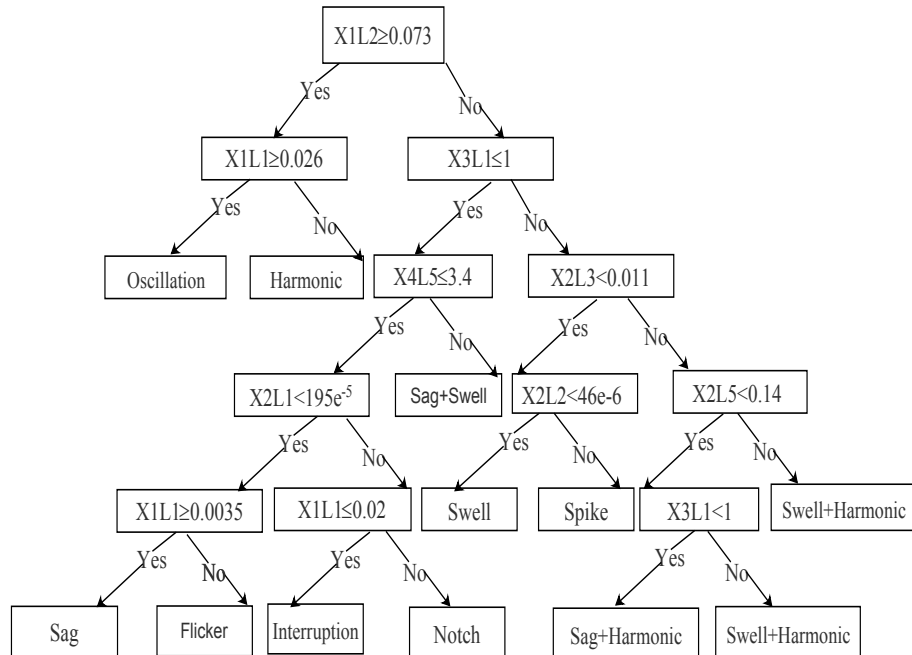 X1L2≥0.073
Yes
No
X1L1≥0.026
X3L1≤1
Yes
No
Yes
No
Oscillation
Harmonic
X4L5≤3.4
X2L3<0.011
Yes
No
Yes
No
X2L1<195e⁻⁵
Sag+Swell
X2L2<46e-6
X2L5<0.14
Yes
No
Yes
No
Yes
No
X1L1≥0.0035
X1L1≤0.02
Swell
Spike
X3L1<1
Swell+Harmonic
Yes
No
Yes
No
Yes
No
Sag
Flicker
Interruption
Notch
Sag+Harmonic
Swell+Harmonic